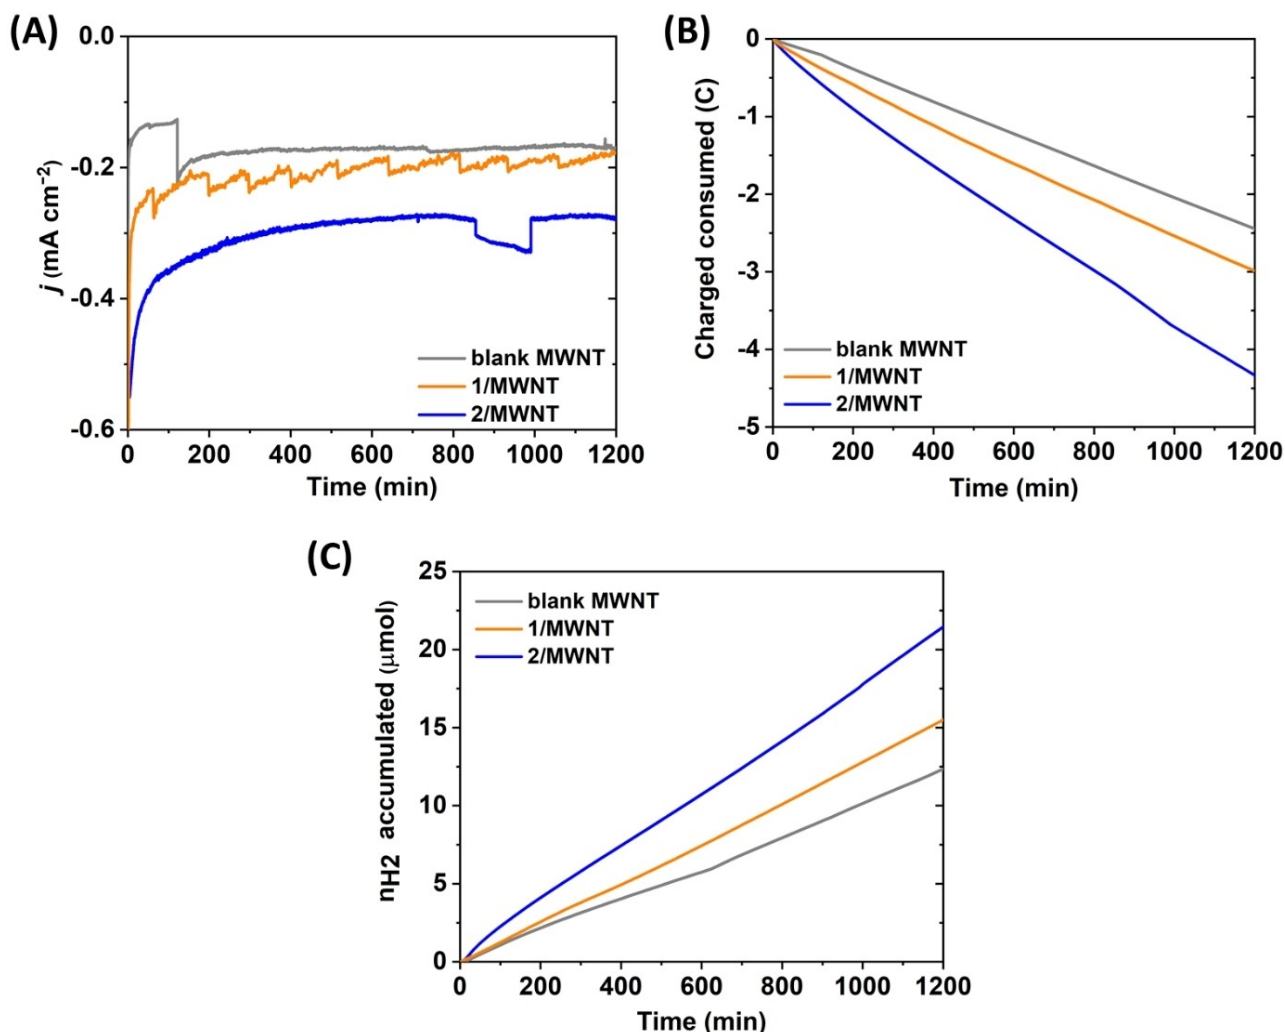 (A)
0.0
-0.2
-0.4
-0.6
j (mA cm⁻²)
blank MWNT
1/MWNT
2/MWNT
0 200 400 600 800 1000 1200
Time (min)
(B)
0
-1
-2
-3
-4
-5
Charged consumed (C)
blank MWNT
1/MWNT
2/MWNT
0 200 400 600 800 1000 1200
Time (min)
(C)
25
20
15
10
5
0
nH2 accumulated (μmol)
blank MWNT
1/MWNT
2/MWNT
0 200 400 600 800 1000 1200
Time (min)